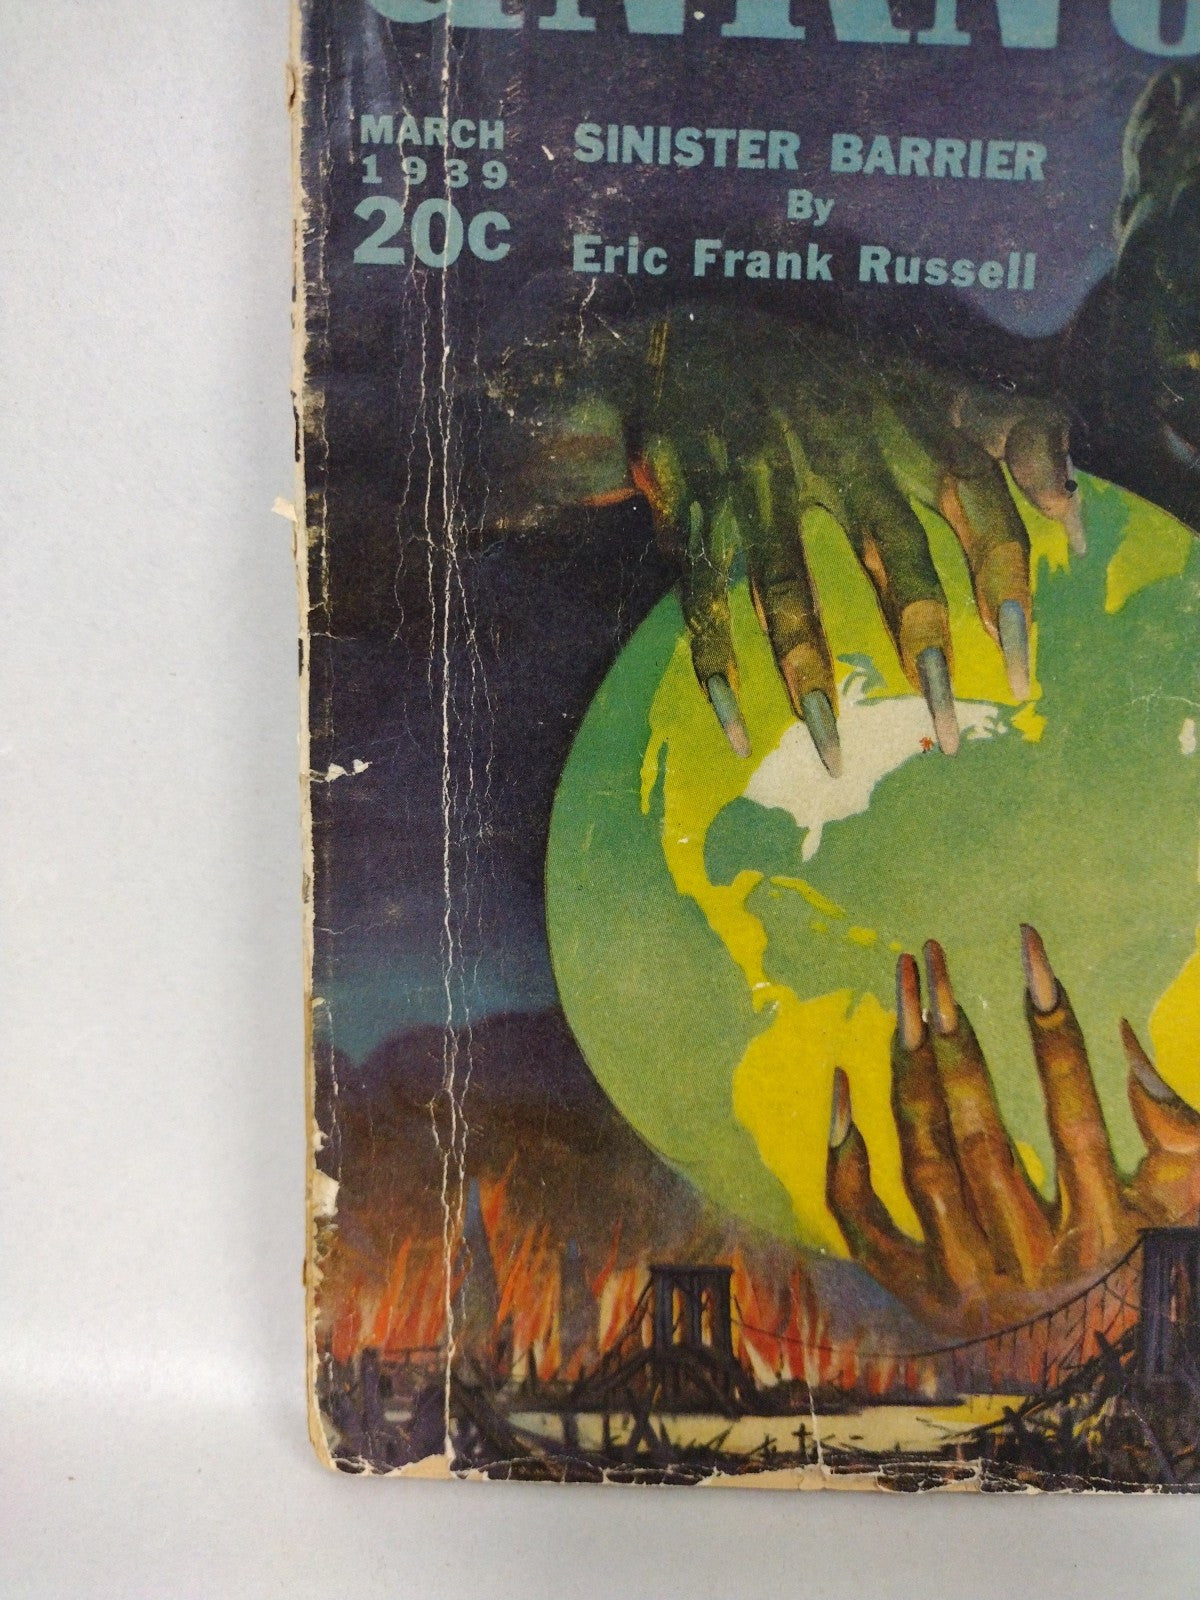 MARCH
1939
20C
SINISTER BARRIER
By
Eric Frank Russell